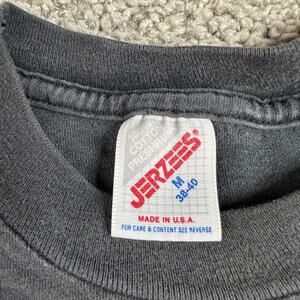 JERZEES®
M
38-40
MADE IN U.S.A.
FOR CARE & CONTENT SEE REVERSE